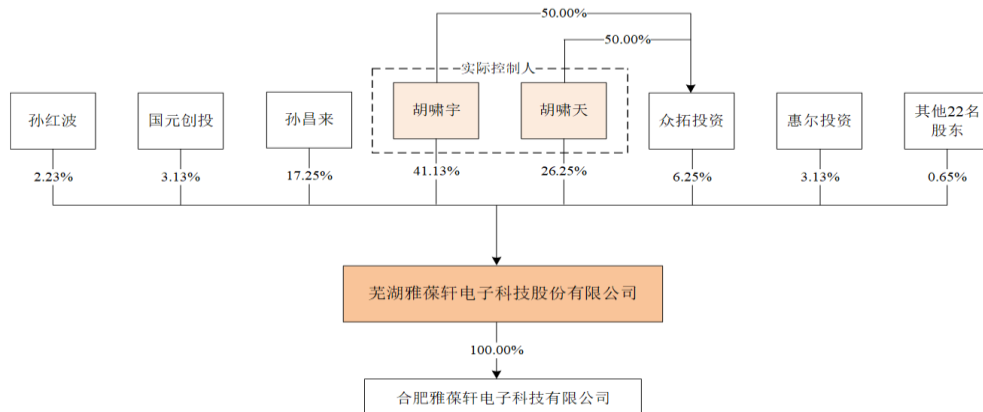 50.00%
50.00%
实际控制人
孙红波
国元创投
孙昌来
胡啸宇
胡啸天
众拓投资
惠尔投资
其他22名
股东
2.23%
3.13%
17.25%
41.13%
26.25%
6.25%
3.13%
0.65%
芜湖雅葆轩电子科技股份有限公司
100.00%
合肥雅葆轩电子科技有限公司